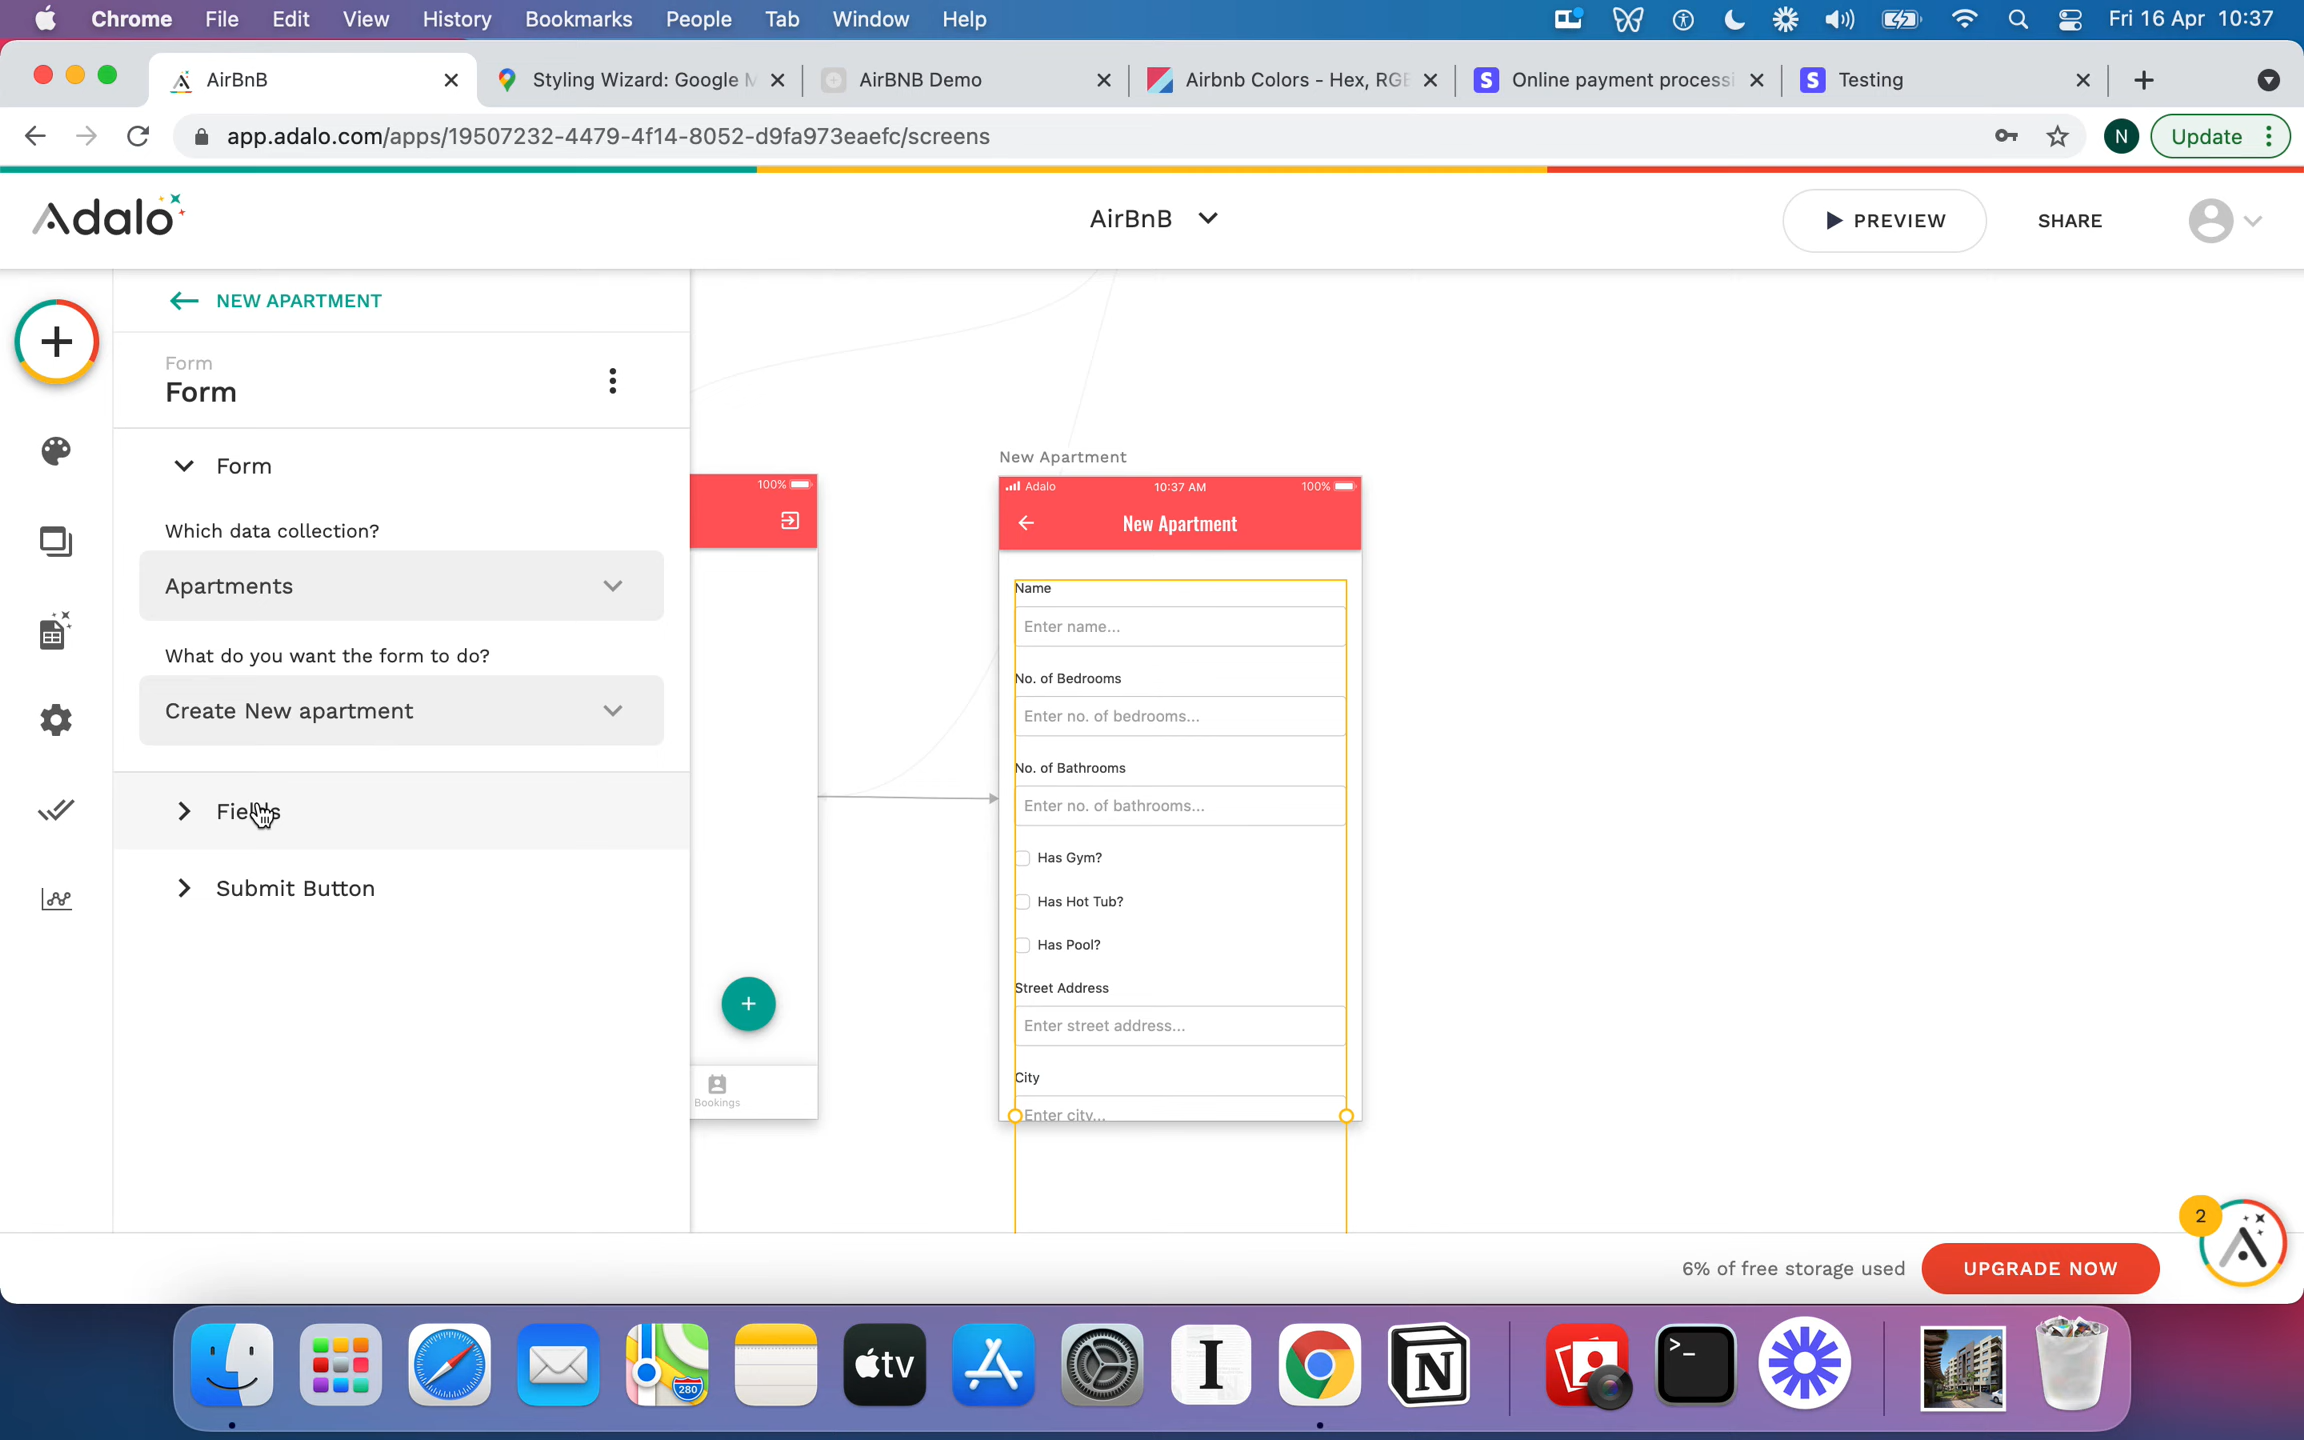 Chrome File Edit View History Bookmarks People Tab Window Help Fri 16 Apr 10:37
AirBnB Styling Wizard: Google M AirBNB Demo Airbnb Colors - Hex, RGB Online payment processi Testing
app.adalo.com/apps/19507232-4479-4f14-8052-d9fa973eaefc/screens N Update
Adalo AirBnB PREVIEW SHARE
NEW APARTMENT
Form
Form
Form
Which data collection?
Apartments
What do you want the form to do?
Create New apartment
Fields
Submit Button
100%
Bookings
New Apartment
Adalo 10:37 AM 100%
New Apartment
Name
Enter name...
No. of Bedrooms
Enter no. of bedrooms...
No. of Bathrooms
Enter no. of bathrooms...
Has Gym?
Has Hot Tub?
Has Pool?
Street Address
Enter street address...
City
Enter city...
2
6% of free storage used UPGRADE NOW
280 tv